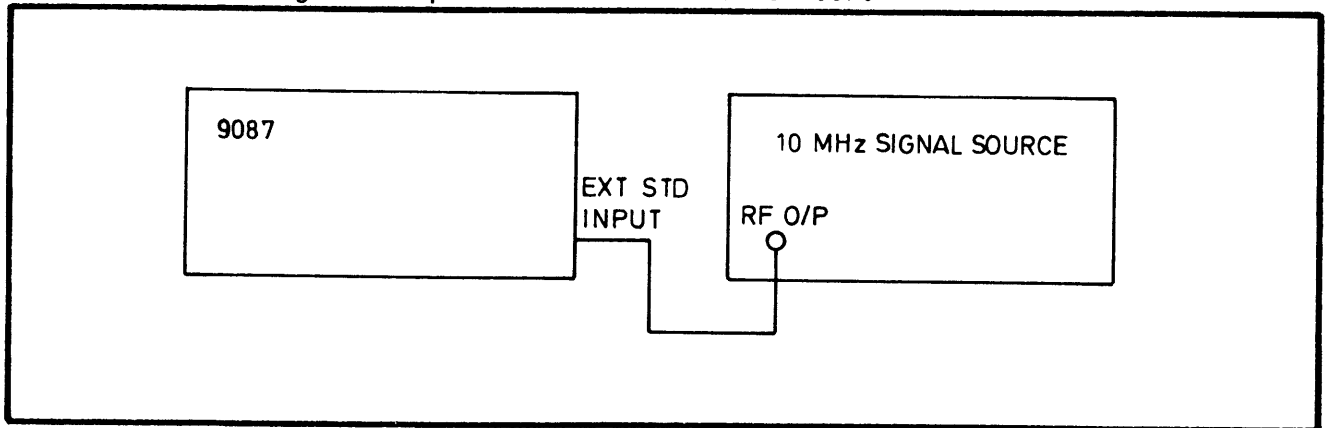 9087
EXT STD
INPUT
10 MHz SIGNAL SOURCE
RF O/P